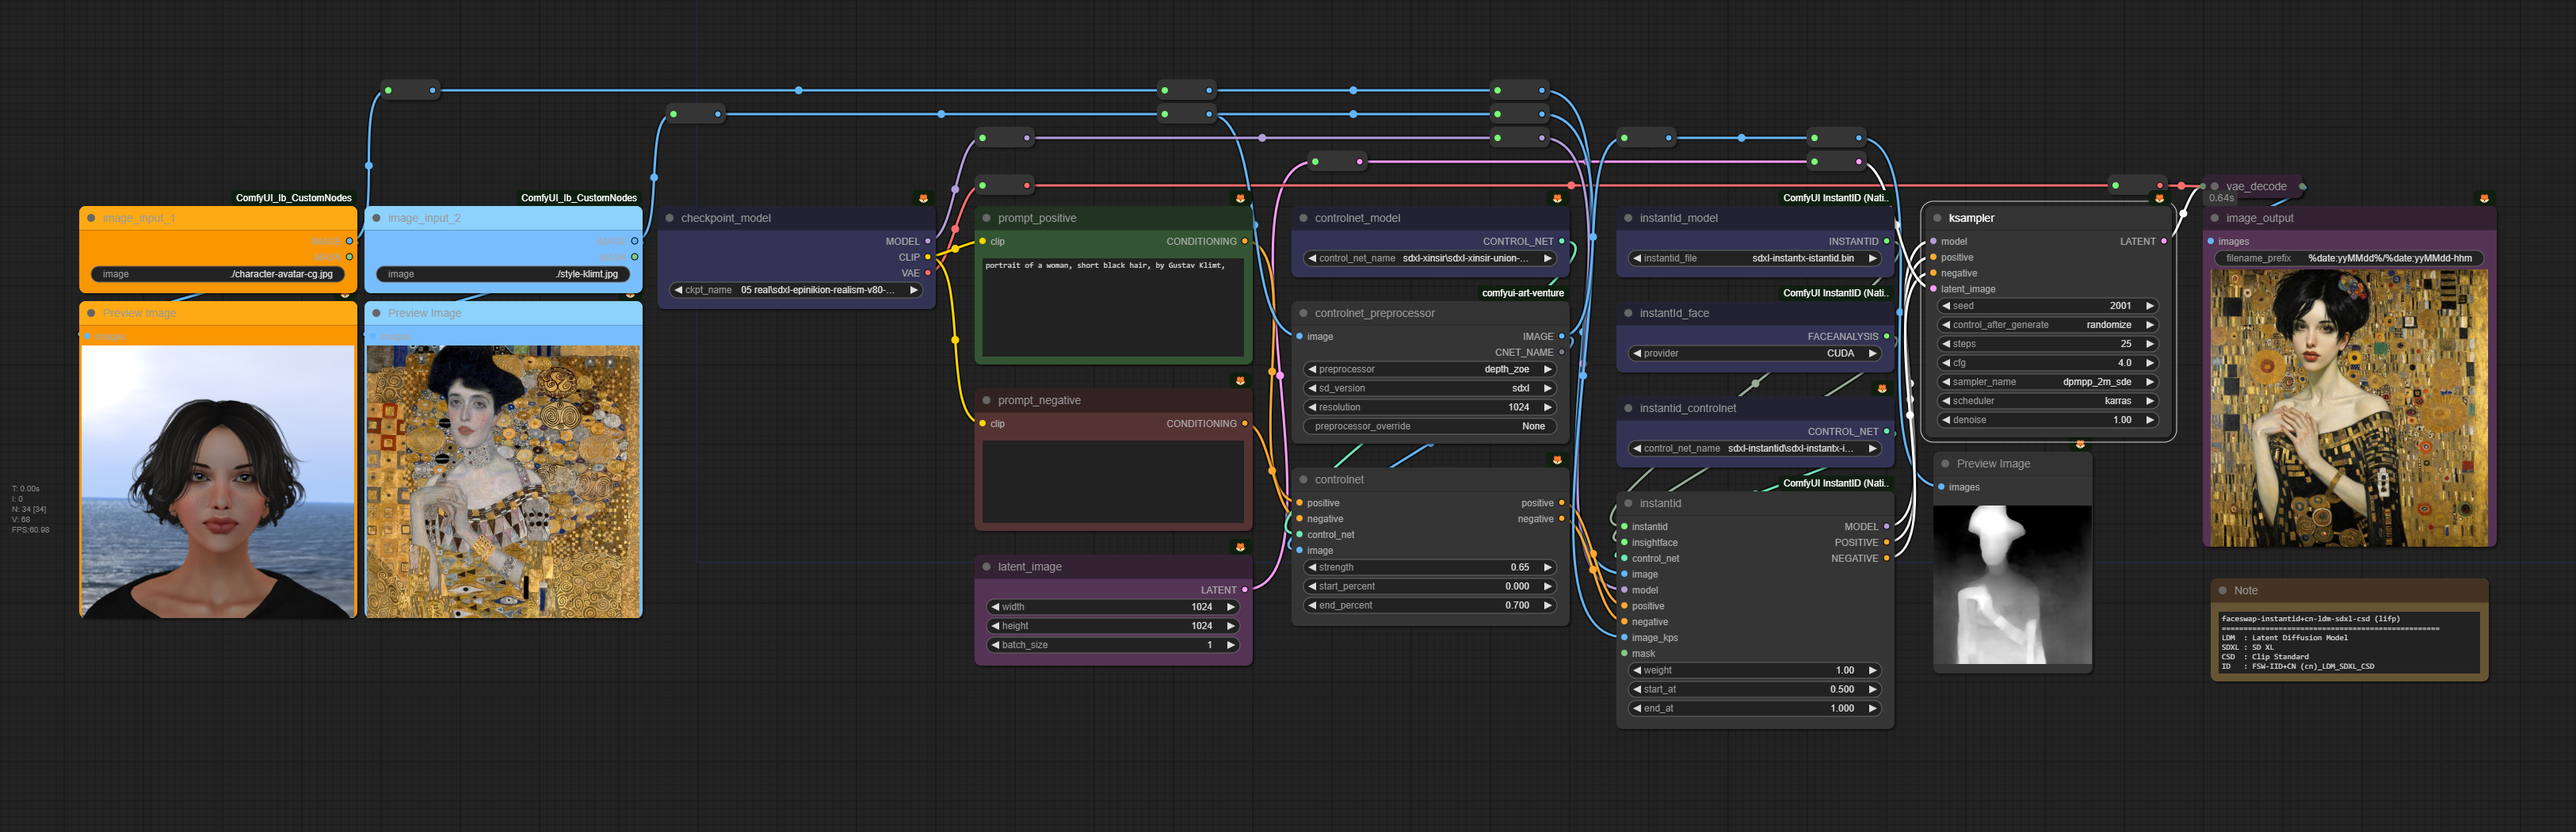 T: 0.00s
I: 0
N: 34 [34]
V: 68
FPS:60.98
ComfyUI_Ib_CustomNodes
image_input_1
IMAGE
image ./character-avatar-cg.jpg
Preview Image
images
ComfyUI_Ib_CustomNodes
image_input_2
image ./style-klimt.jpg
Preview Image
images
checkpoint_model
MODEL
CLIP
VAE
ckpt_name 05 real\sdxl-epinikion-realism-v80-...
prompt_positive
clip CONDITIONING
portrait of a woman, short black hair, by Gustav Klimt,
prompt_negative
clip CONDITIONING
latent_image
LATENT
width 1024
height 1024
batch_size 1
controlnet_model
CONTROL_NET
control_net_name sdxl-xinsir\sdxl-xinsir-union-...
comfyui-art-venture
controlnet_preprocessor
image IMAGE
CNET_NAME
preprocessor depth_zoe
sd_version sdxl
resolution 1024
preprocessor_override None
controlnet
positive positive
negative negative
control_net
image
strength 0.65
start_percent 0.000
end_percent 0.700
ComfyUI InstantID (Nati..
instantid_model
INSTANTID
instantid_file sdxl-instantx-istantid.bin
ComfyUI InstantID (Nati..
instantId_face
FACEANALYSIS
provider CUDA
instantid_controlnet
CONTROL_NET
control_net_name sdxl-instantid\sdxl-instantx-i...
ComfyUI InstantID (Nati..
instantid
instantid MODEL
insightface POSITIVE
control_net NEGATIVE
image
model
positive
negative
image_kps
mask
weight 1.00
start_at 0.500
end_at 1.000
ksampler
model LATENT
positive
negative
latent_image
seed 2001
control_after_generate randomize
steps 25
cfg 4.0
sampler_name dpmpp_2m_sde
scheduler karras
denoise 1.00
Preview Image
images
vae_decode
0.64s
image_output
images
filename_prefix %date:yyMMdd%/%date:yyMMdd-hhm
Note
faceswap-instantid+cn-ldm-sdxl-csd (lifp)
LDM : Latent Diffusion Model
SDXL : SD XL
CSD : Clip Standard
ID : FSW-IID+CN (cn)_LDM_SDXL_CSD